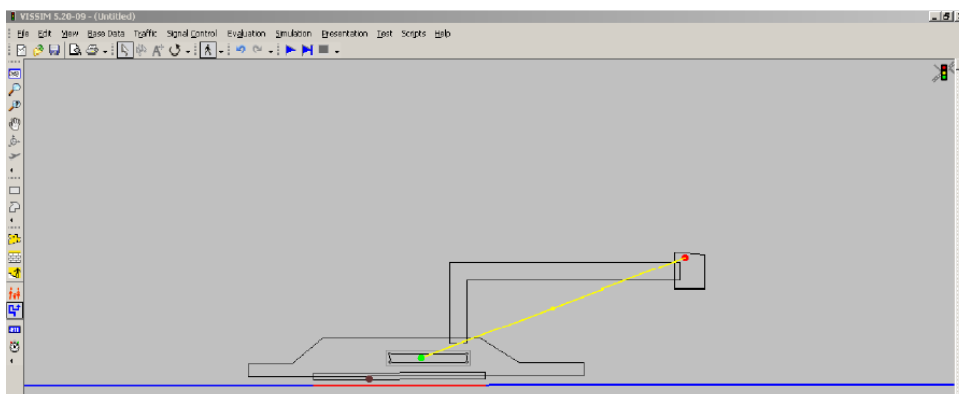 VISSIM 5.20-09 - (Untitled)
File Edit View Base Data Traffic Signal Control Evaluation Simulation Presentation Test Scripts Help